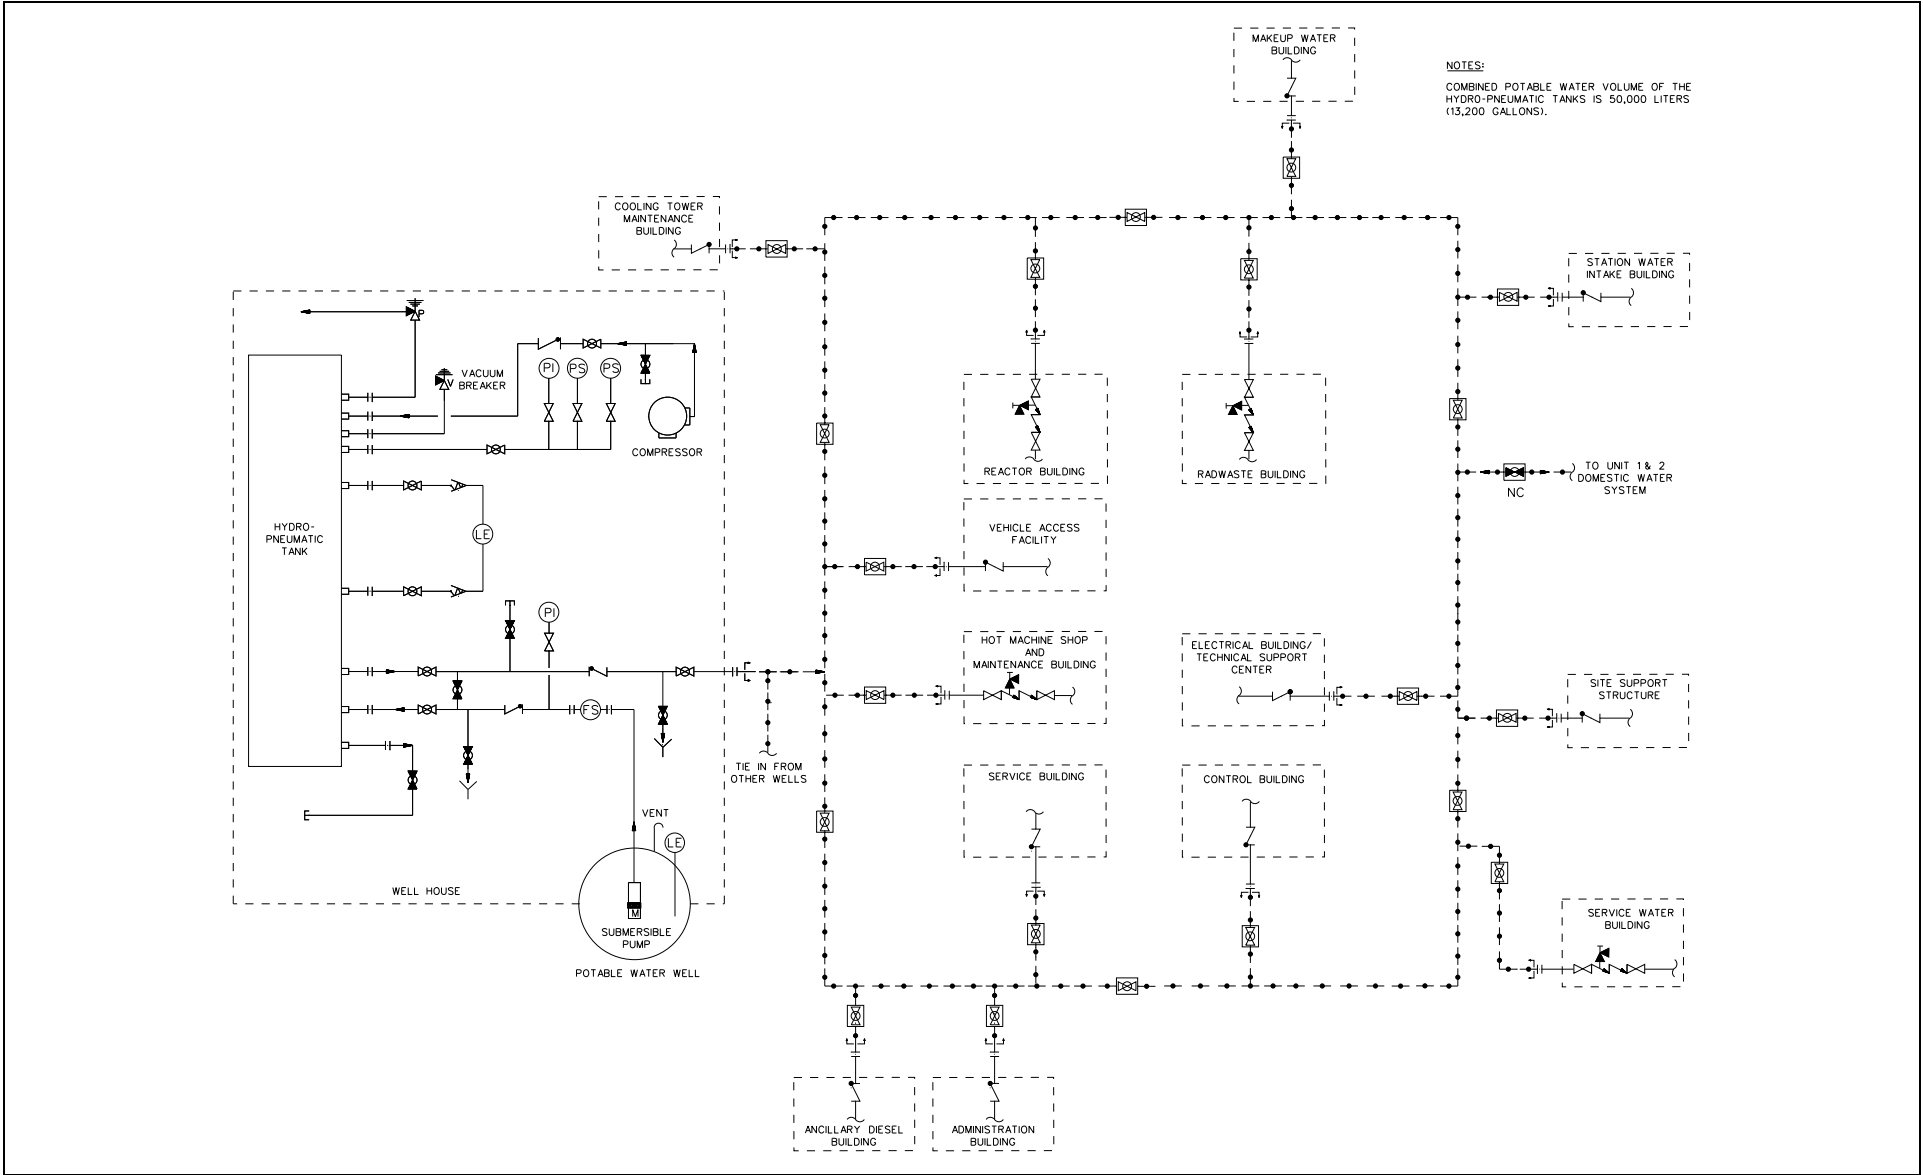 MAKEUP WATER
BUILDING
NOTES:
COMBINED POTABLE WATER VOLUME OF THE
HYDRO-PNEUMATIC TANKS IS 50,000 LITERS
(13,200 GALLONS).
COOLING TOWER
MAINTENANCE
BUILDING
STATION WATER
INTAKE BUILDING
P
VACUUM
BREAKER
V
PI
PS
PS
COMPRESSOR
REACTOR BUILDING
RADWASTE BUILDING
TO UNIT 1 & 2
DOMESTIC WATER
SYSTEM
NC
HYDRO-
PNEUMATIC
TANK
LE
VEHICLE ACCESS
FACILITY
PI
HOT MACHINE SHOP
AND
MAINTENANCE BUILDING
ELECTRICAL BUILDING/
TECHNICAL SUPPORT
CENTER
SITE SUPPORT
STRUCTURE
FS
TIE IN FROM
OTHER WELLS
SERVICE BUILDING
CONTROL BUILDING
VENT
LE
WELL HOUSE
M
SUBMERSIBLE
PUMP
POTABLE WATER WELL
SERVICE WATER
BUILDING
ANCILLARY DIESEL
BUILDING
ADMINISTRATION
BUILDING